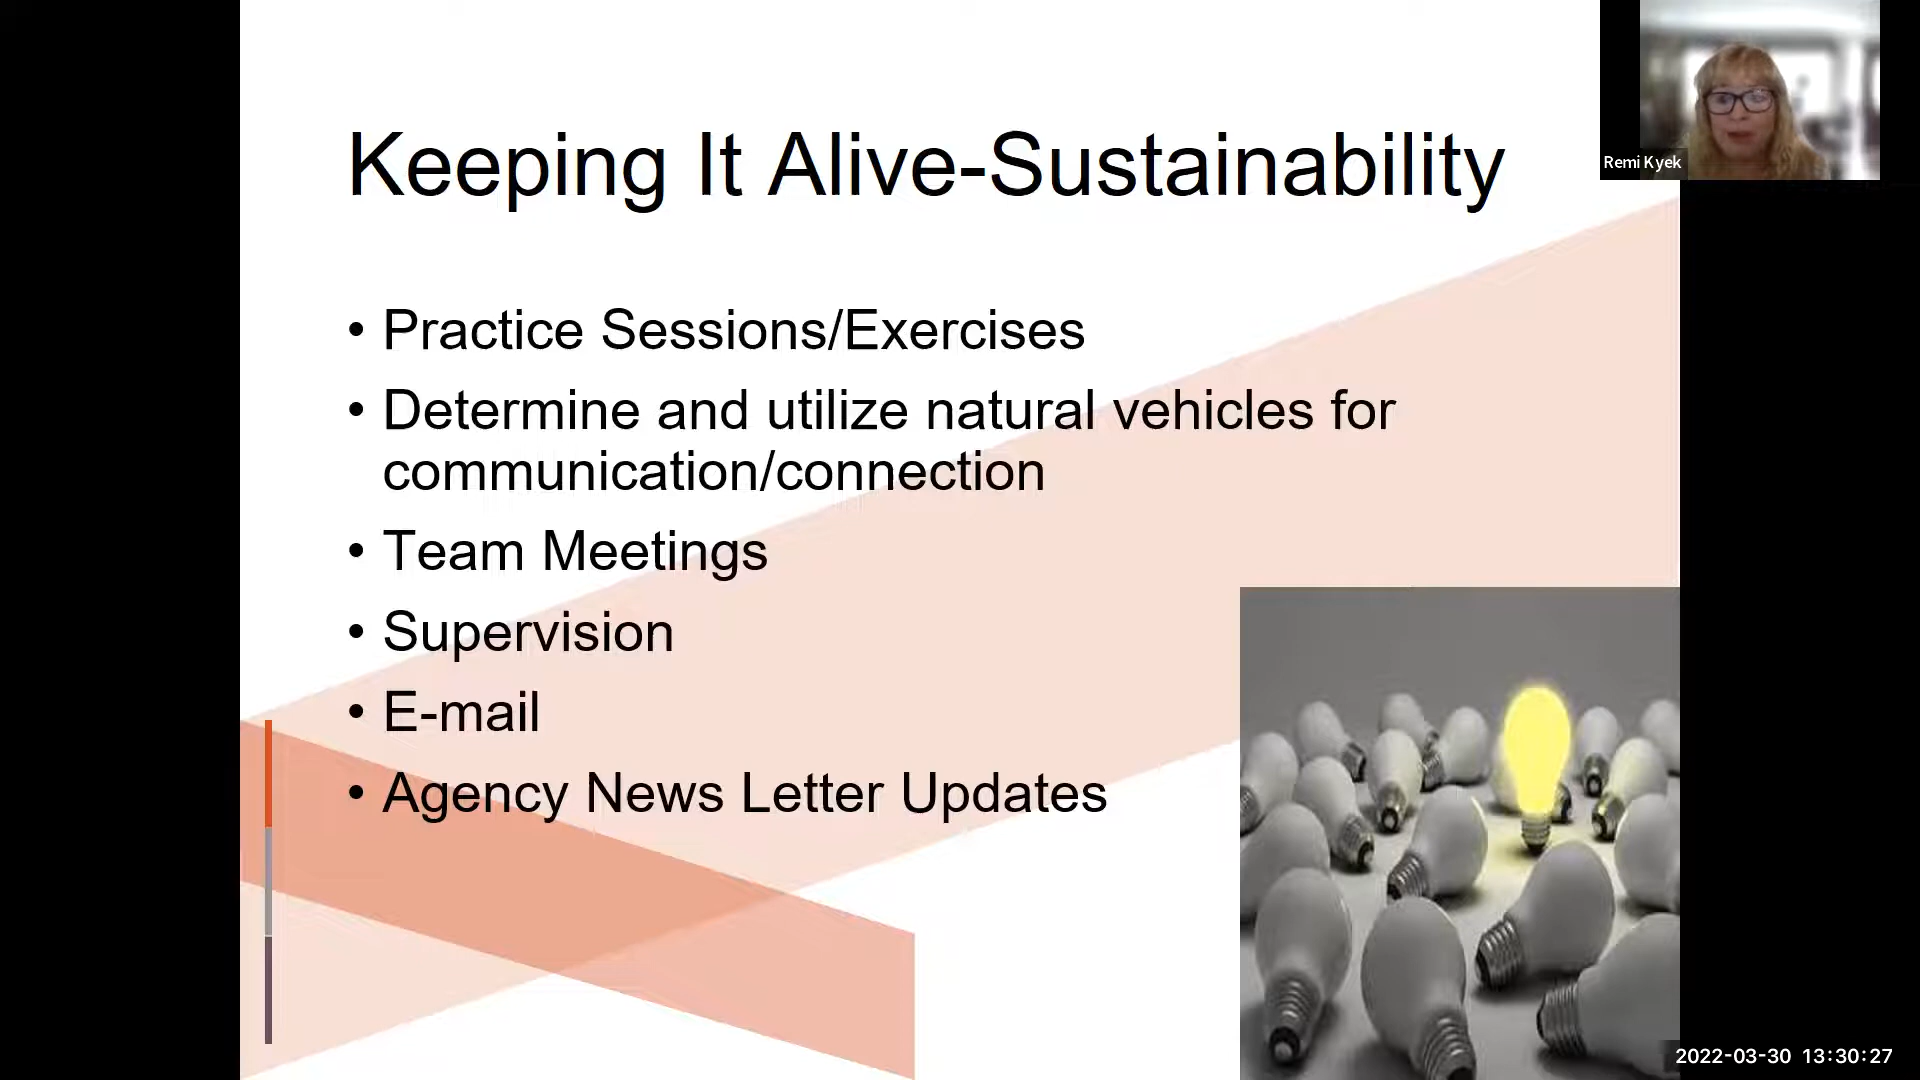 Keeping It Alive-Sustainability
Remi Kyek
• Practice Sessions/Exercises
• Determine and utilize natural vehicles for
communication/connection
• Team Meetings
• Supervision
• E-mail
• Agency News Letter Updates
2022-03-30 13:30:27